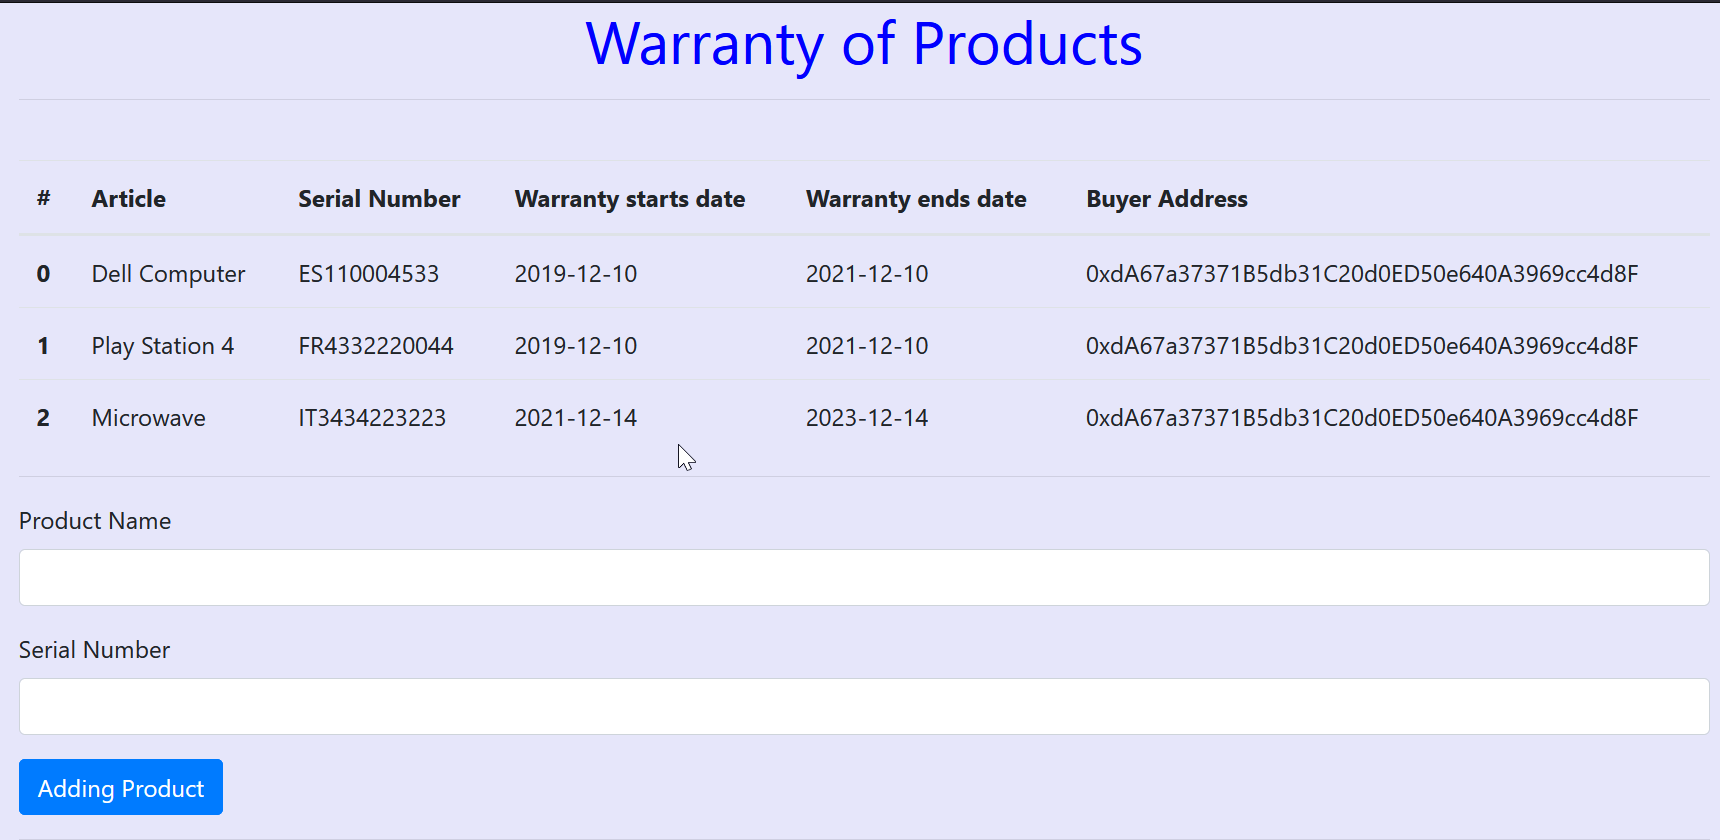 Warranty of Products
# Article Serial Number Warranty starts date Warranty ends date Buyer Address
0 Dell Computer ES110004533 2019-12-10 2021-12-10 0xdA67a37371B5db31C20d0ED50e640A3969cc4d8F
1 Play Station 4 FR4332220044 2019-12-10 2021-12-10 0xdA67a37371B5db31C20d0ED50e640A3969cc4d8F
2 Microwave IT3434223223 2021-12-14 2023-12-14 0xdA67a37371B5db31C20d0ED50e640A3969cc4d8F
Product Name
Serial Number
Adding Product